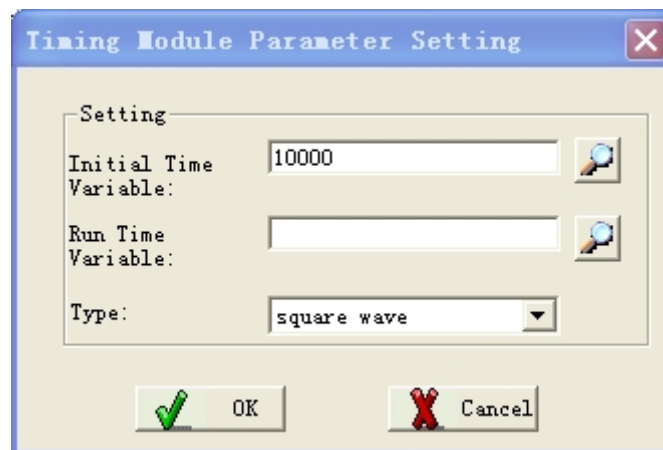 Timing Module Parameter Setting
Setting
Initial Time
Variable:
10000
Run Time
Variable:
Type:
square wave
OK
Cancel